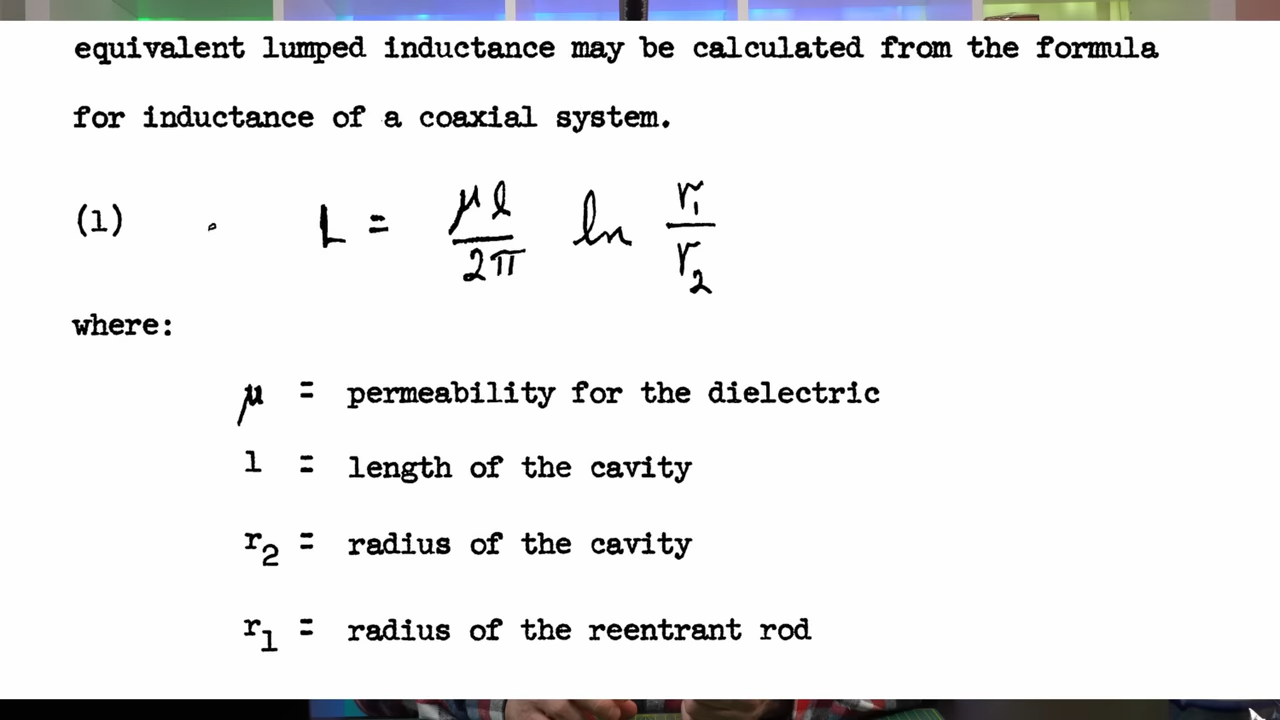 equivalent lumped inductance may be calculated from the formula
for inductance of a coaxial system.
(1) L = μl/2π ln r₁/r₂
where:
μ = permeability for the dielectric
l = length of the cavity
r₂ = radius of the cavity
r₁ = radius of the reentrant rod